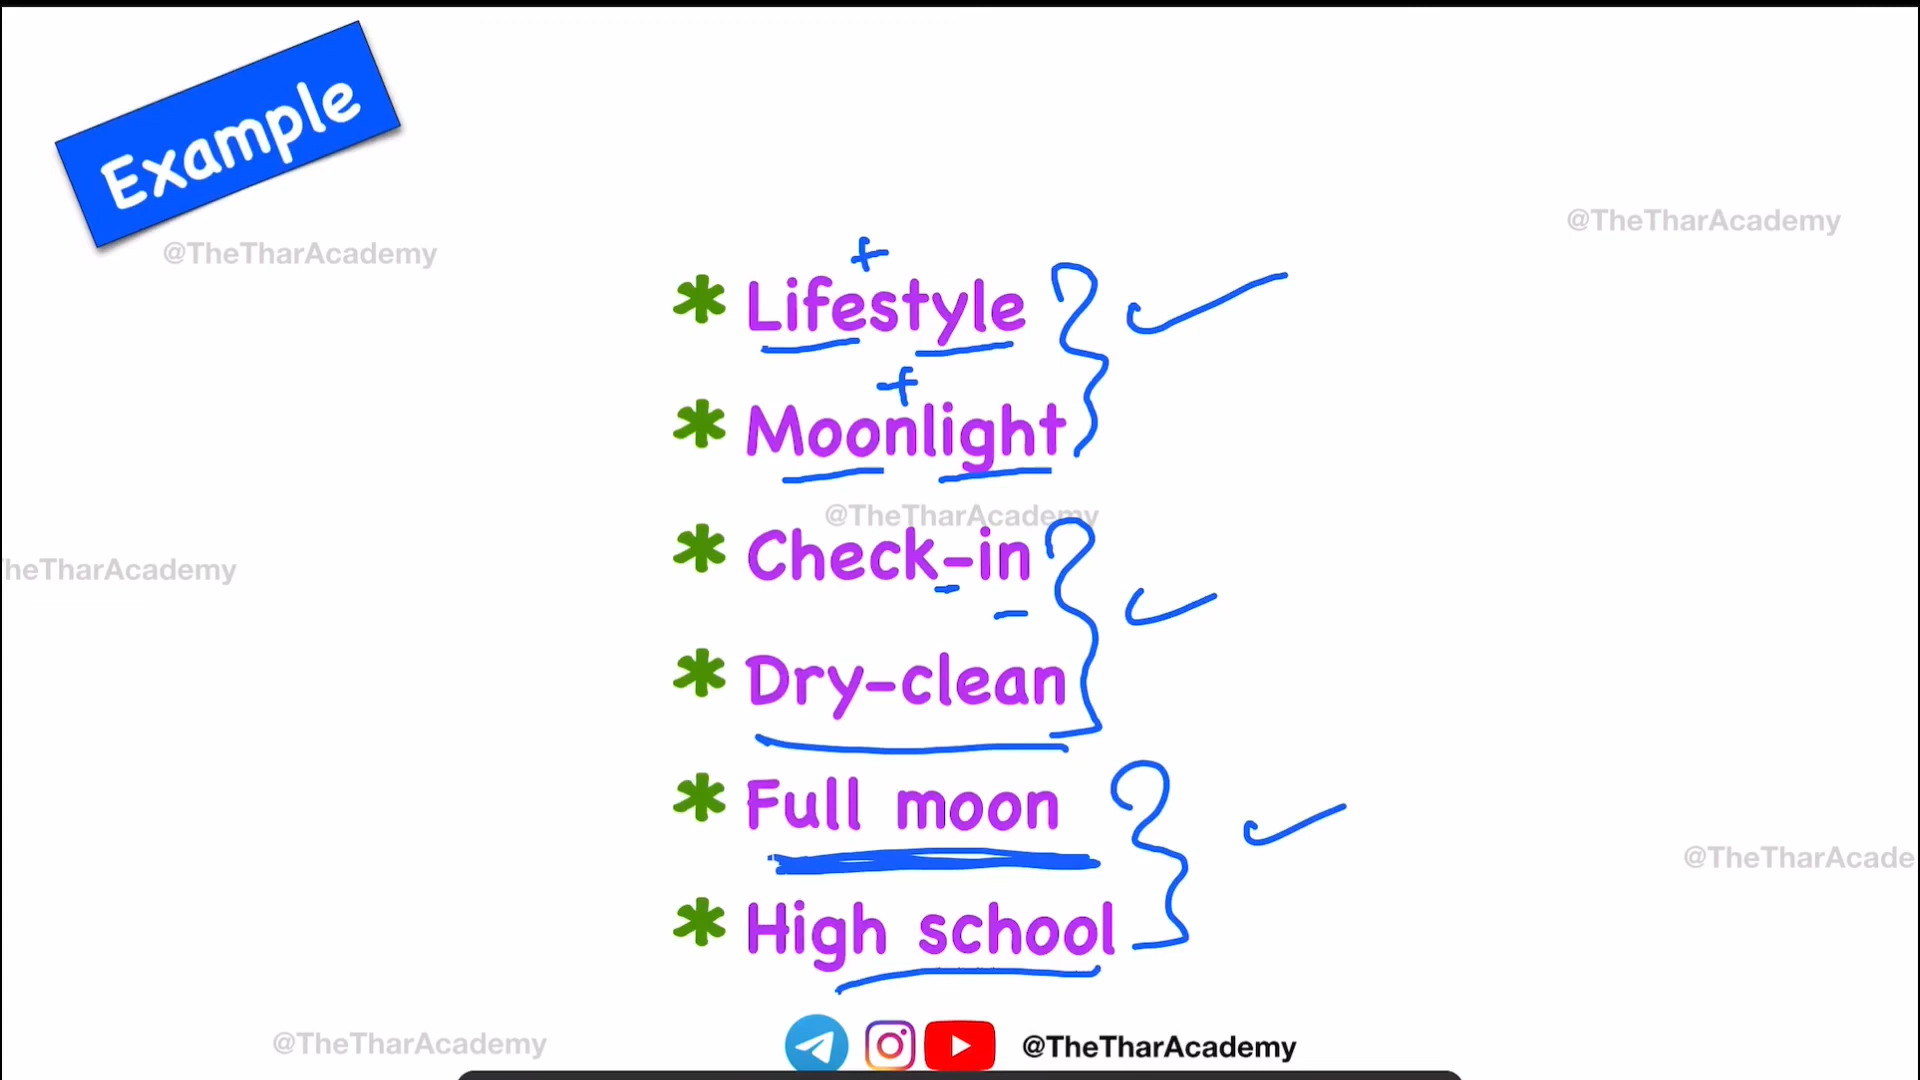 Example
@TheTharAcademy
@TheTharAcademy
+
* Lifestyle
+
* Moonlight
@TheTharAcademy
* Check-in
heTharAcademy
* Dry-clean
* Full moon
@TheTharAcade
* High school
@TheTharAcademy
@TheTharAcademy